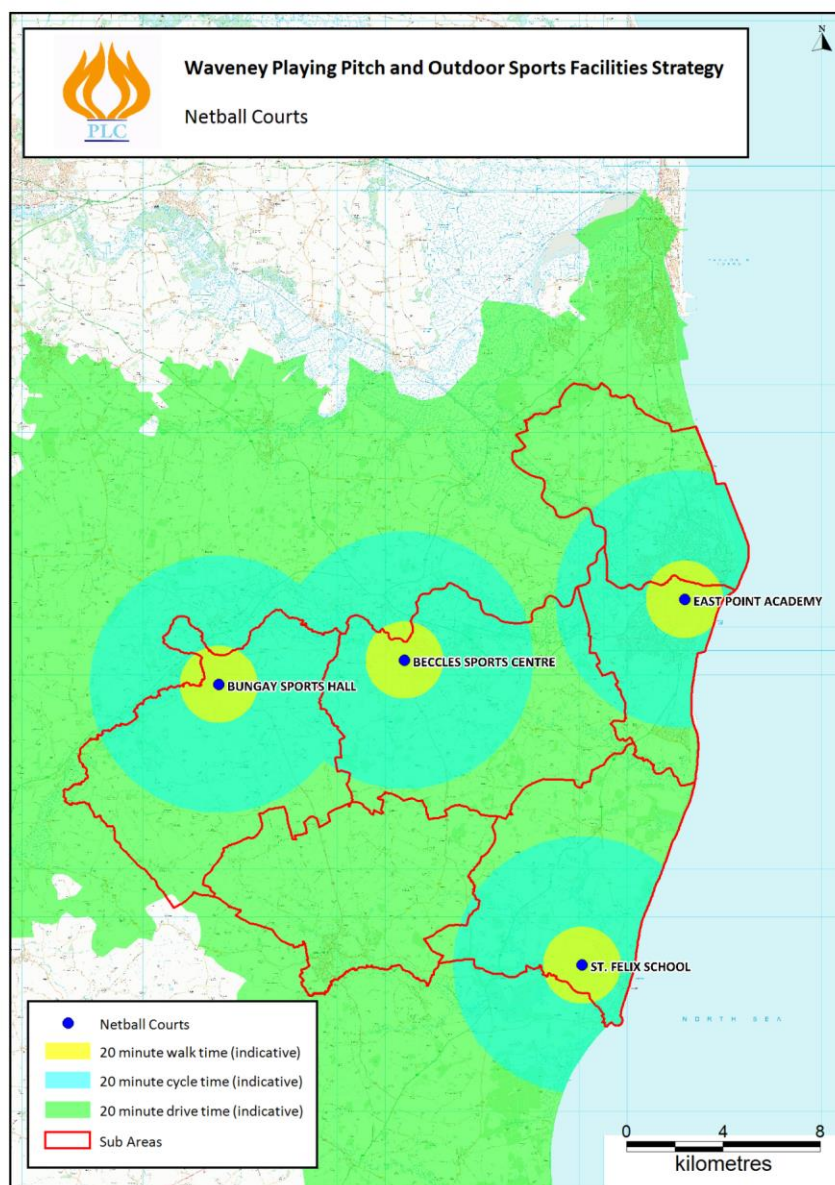 Waveney Playing Pitch and Outdoor Sports Facilities Strategy
PLC
Netball Courts
N
EAST POINT ACADEMY
BECCLES SPORTS CENTRE
BUNGAY SPORTS HALL
ST. FELIX SCHOOL
NORTH SEA
Netball Courts
20 minute walk time (indicative)
20 minute cycle time (indicative)
20 minute drive time (indicative)
Sub Areas
0 4 8
kilometres